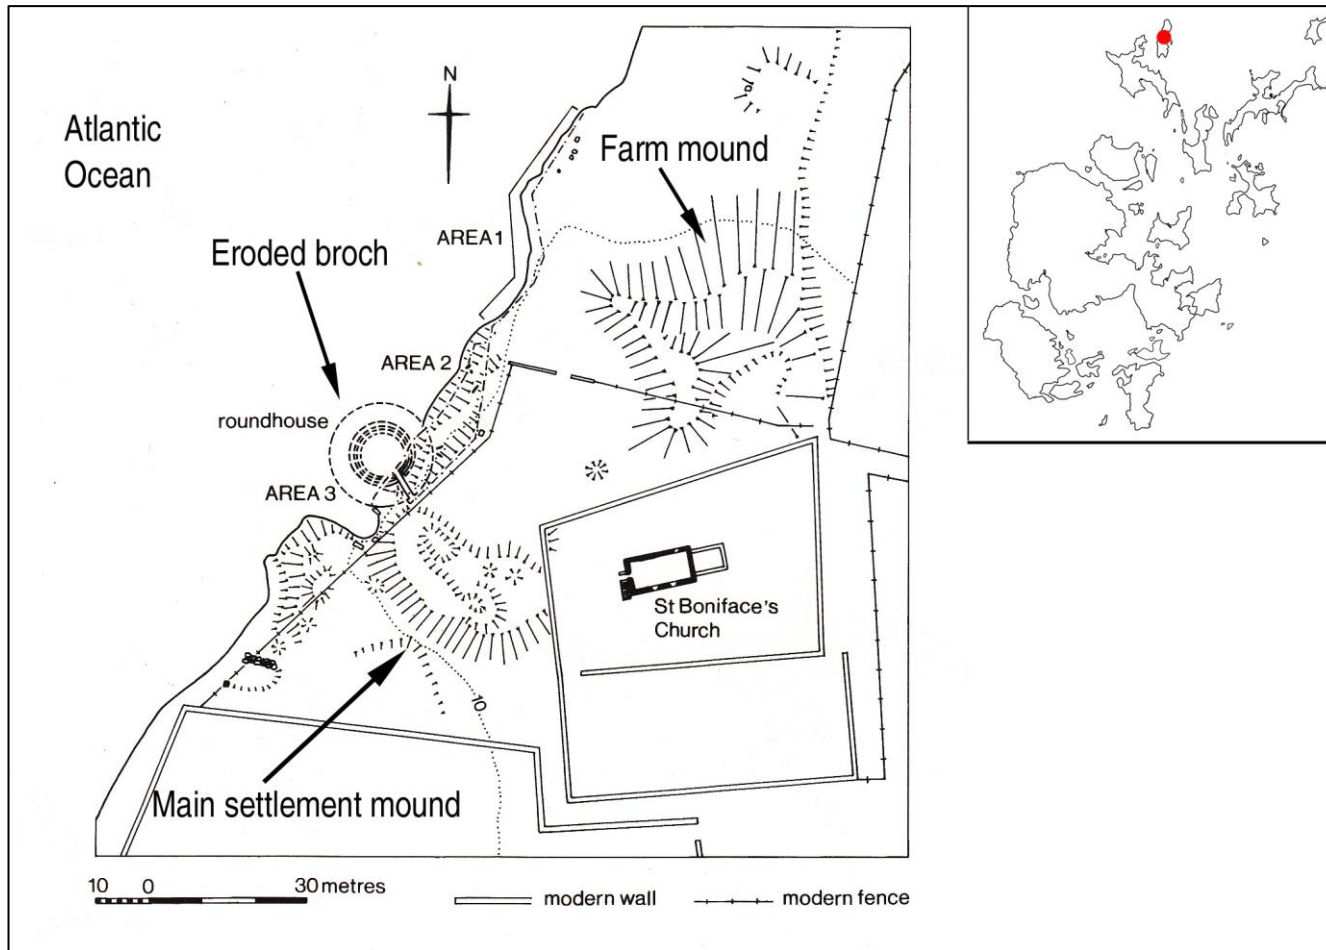 Atlantic
Ocean
N
Farm mound
AREA 1
Eroded broch
AREA 2
roundhouse
AREA 3
St Boniface's
Church
10
Main settlement mound
10 0 30 metres
modern wall
modern fence